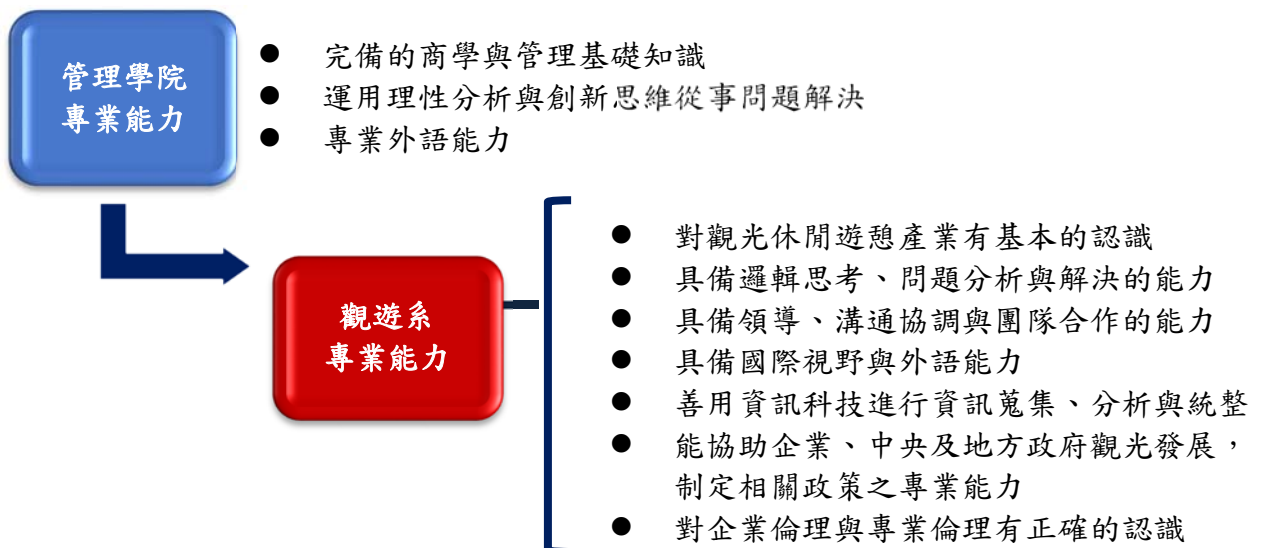 管理學院
專業能力
● 完備的商學與管理基礎知識
● 運用理性分析與創新思維從事問題解決
● 專業外語能力
觀遊系
專業能力
● 對觀光休閒遊憩產業有基本的認識
● 具備邏輯思考、問題分析與解決的能力
● 具備領導、溝通協調與團隊合作的能力
● 具備國際視野與外語能力
● 善用資訊科技進行資訊蒐集、分析與統整
● 能協助企業、中央及地方政府觀光發展，
制定相關政策之專業能力
● 對企業倫理與專業倫理有正確的認識